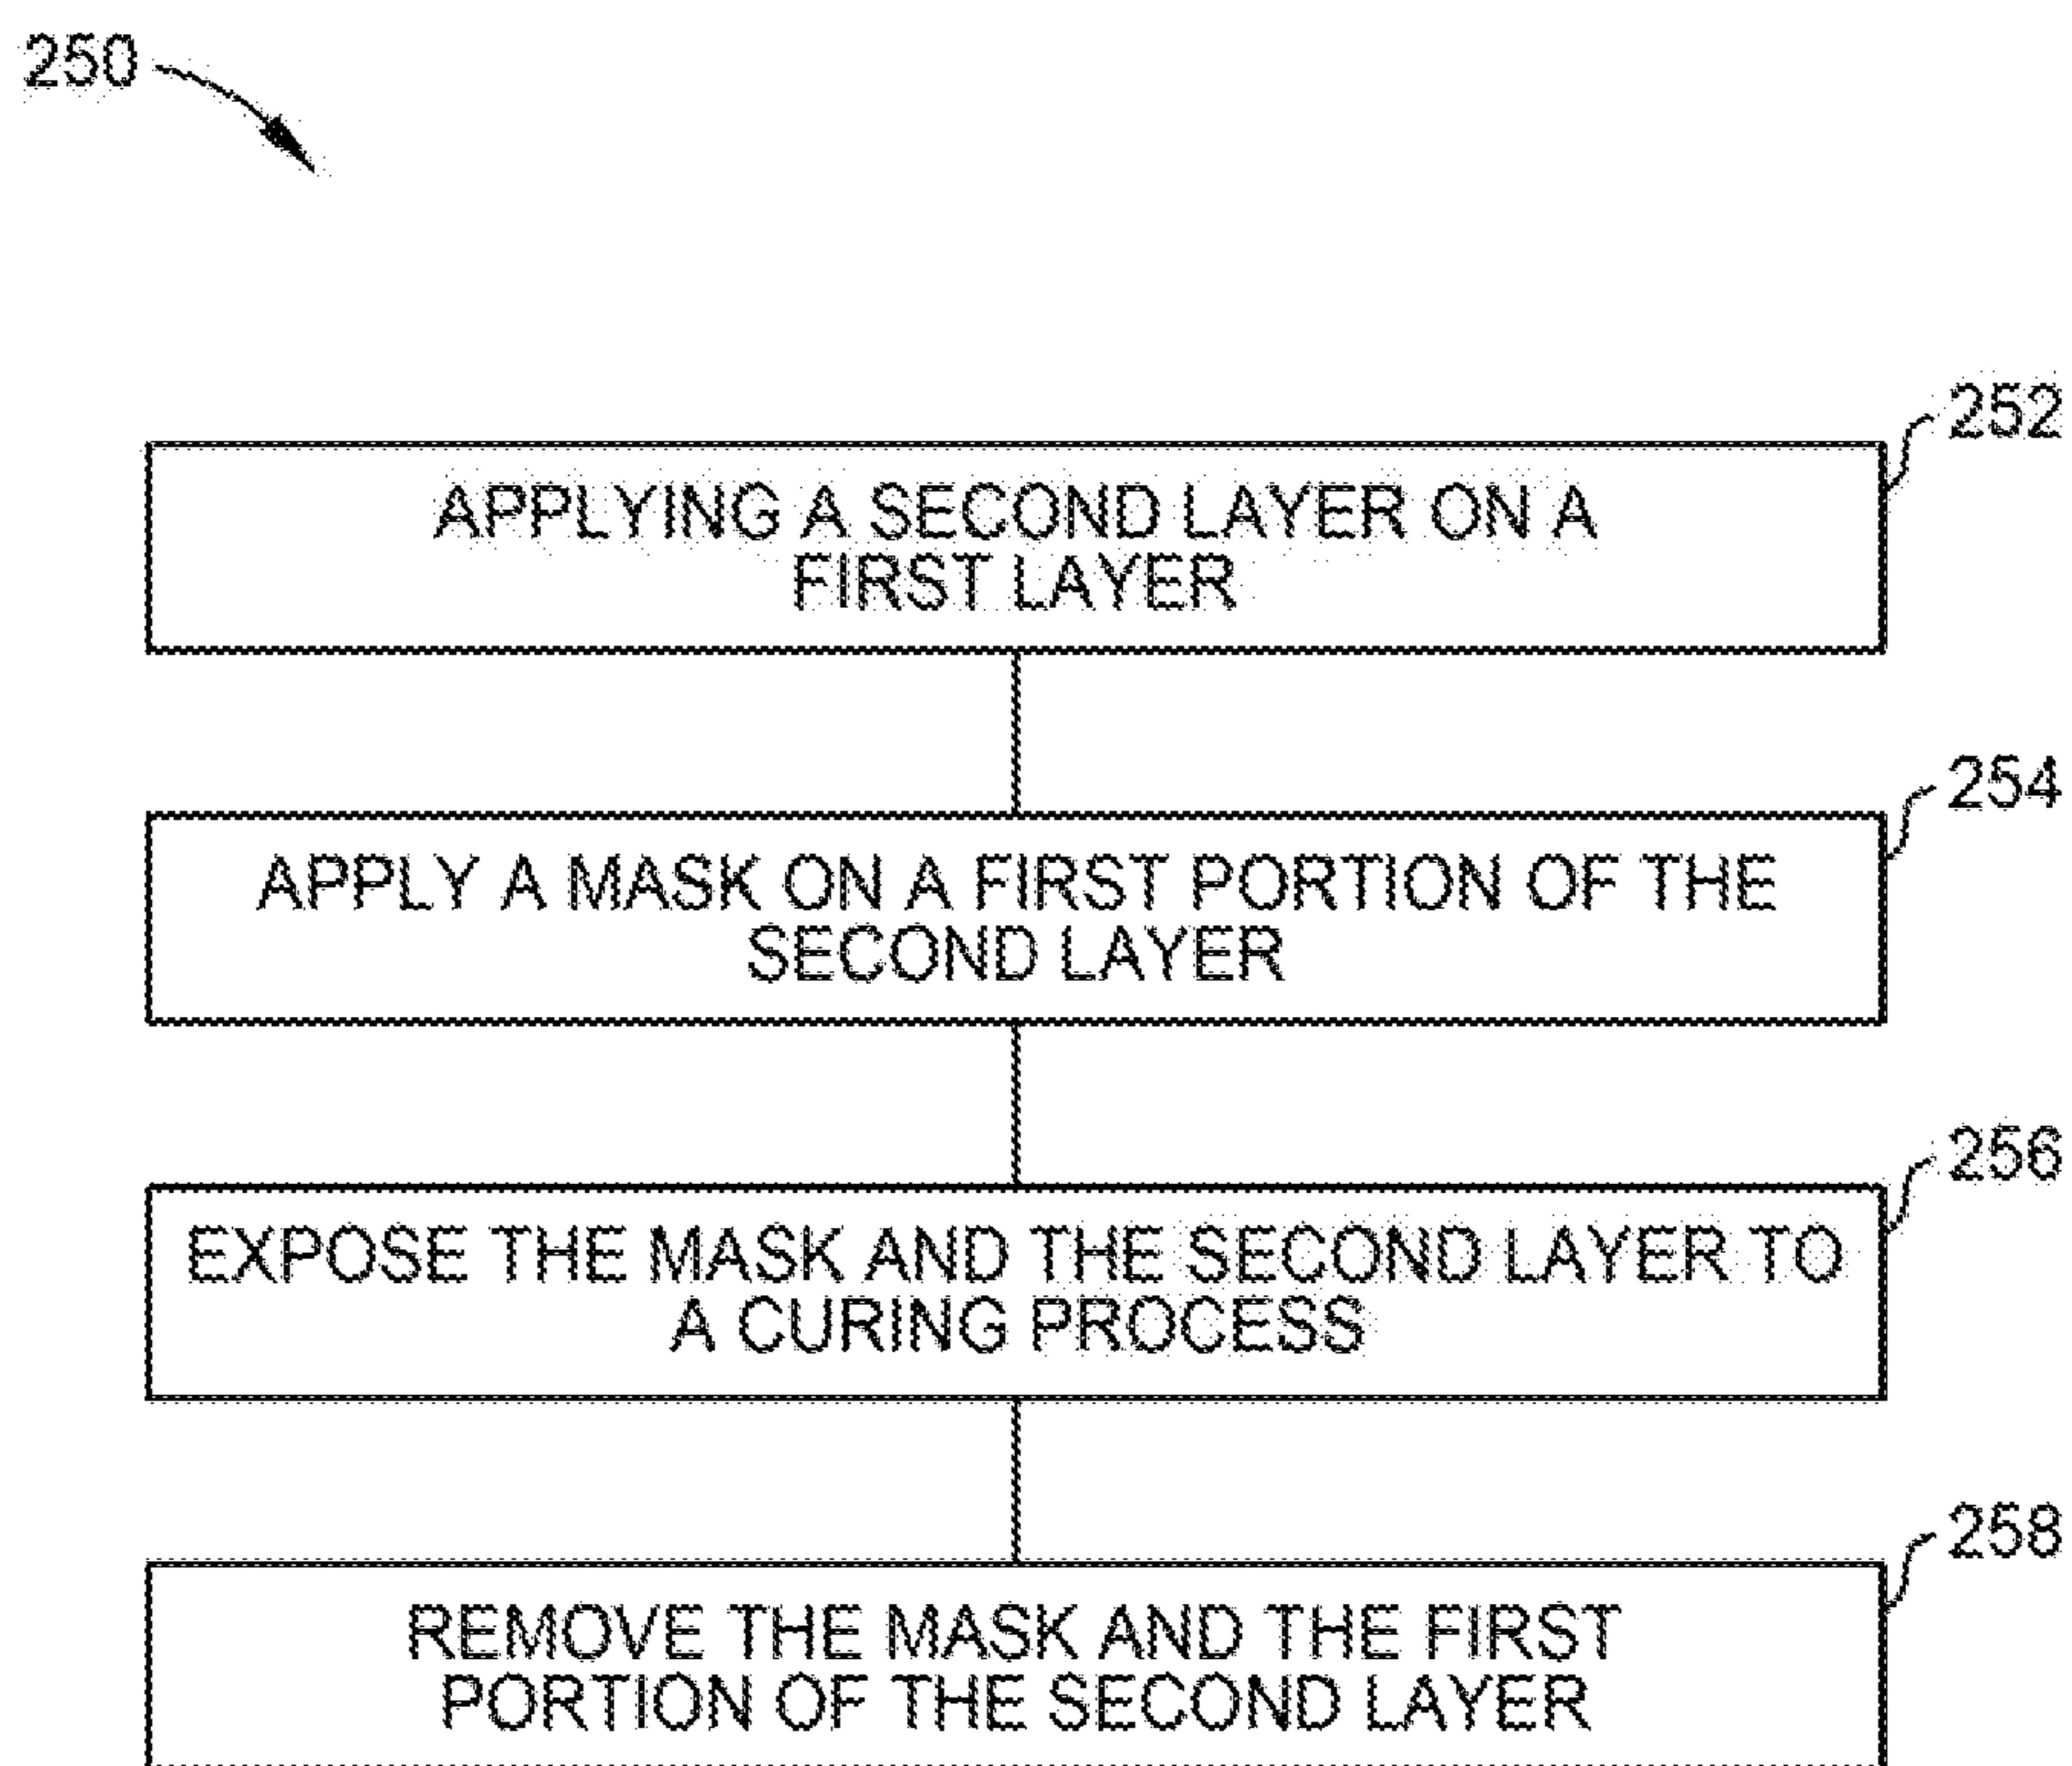 250
252
APPLYING A SECOND LAYER ON A
FIRST LAYER
254
APPLY A MASK ON A FIRST PORTION OF THE
SECOND LAYER
256
EXPOSE THE MASK AND THE SECOND LAYER TO
A CURING PROCESS
258
REMOVE THE MASK AND THE FIRST
PORTION OF THE SECOND LAYER